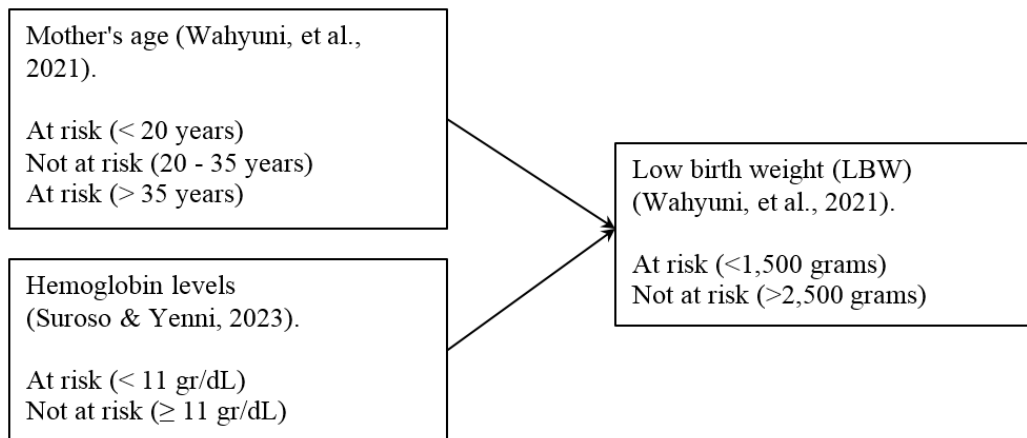 Mother's age (Wahyuni, et al.,
2021).
At risk (< 20 years)
Not at risk (20 - 35 years)
At risk (> 35 years)
Hemoglobin levels
(Suroso & Yenni, 2023).
At risk (< 11 gr/dL)
Not at risk (≥ 11 gr/dL)
Low birth weight (LBW)
(Wahyuni, et al., 2021).
At risk (<1,500 grams)
Not at risk (>2,500 grams)